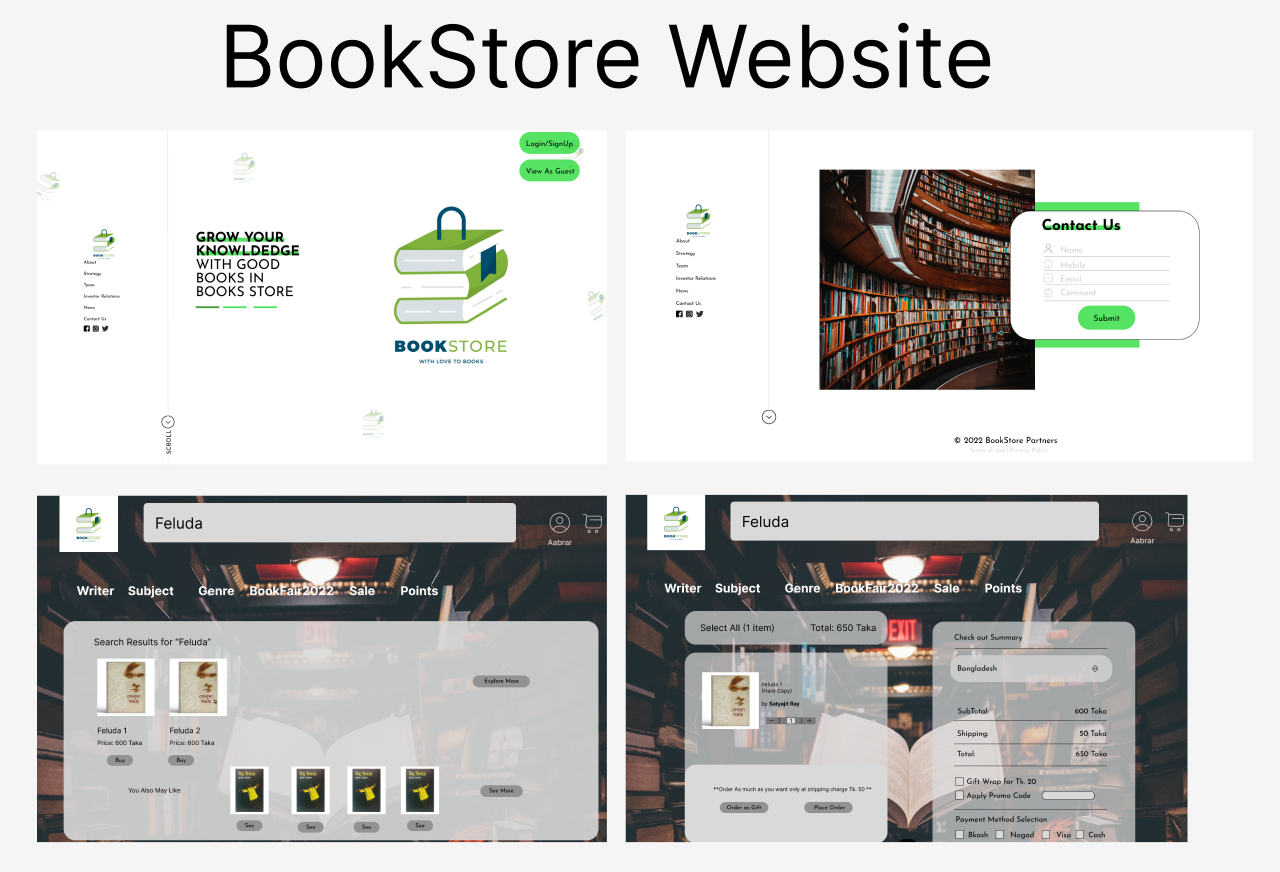 BookStore Website
Login/SignUp
View As Guest
BOOKSTORE
About
Strategy
Team
Investor Relations
News
Contact Us
GROW YOUR
KNOWLDEDGE
WITH GOOD
BOOKS IN
BOOKS STORE
BOOKSTORE
WITH LOVE TO BOOKS
SCROLL
BOOKSTORE
About
Strategy
Team
Investor Relations
News
Contact Us
Contact Us
Name
Mobile
Email
Comment
Submit
© 2022 BookStore Partners
Terms of Use | Privacy Policy
BOOKSTORE
Feluda
Aabrar
Writer Subject Genre BookFair2022 Sale Points
Search Results for “Feluda”
Explore More
Feluda 1 Feluda 2
Price: 600 Taka Price: 600 Taka
Buy Buy
You Also May Like
See More
See See See See
BOOKSTORE
Feluda
Aabrar
Writer Subject Genre BookFair2022 Sale Points
EXIT
Select All (1 item) Total: 650 Taka
Feluda 1
(Hard Copy)
by Satyajit Ray
1
**Order As much as you want only at shipping charge Tk. 50 **
Order as Gift Place Order
Check out Summary
Bangladesh
SubTotal: 600 Taka
Shipping: 50 Taka
Total: 650 Taka
Gift Wrap for Tk. 20
Apply Promo Code
Payment Method Selection
Bkash Nagad Visa Cash